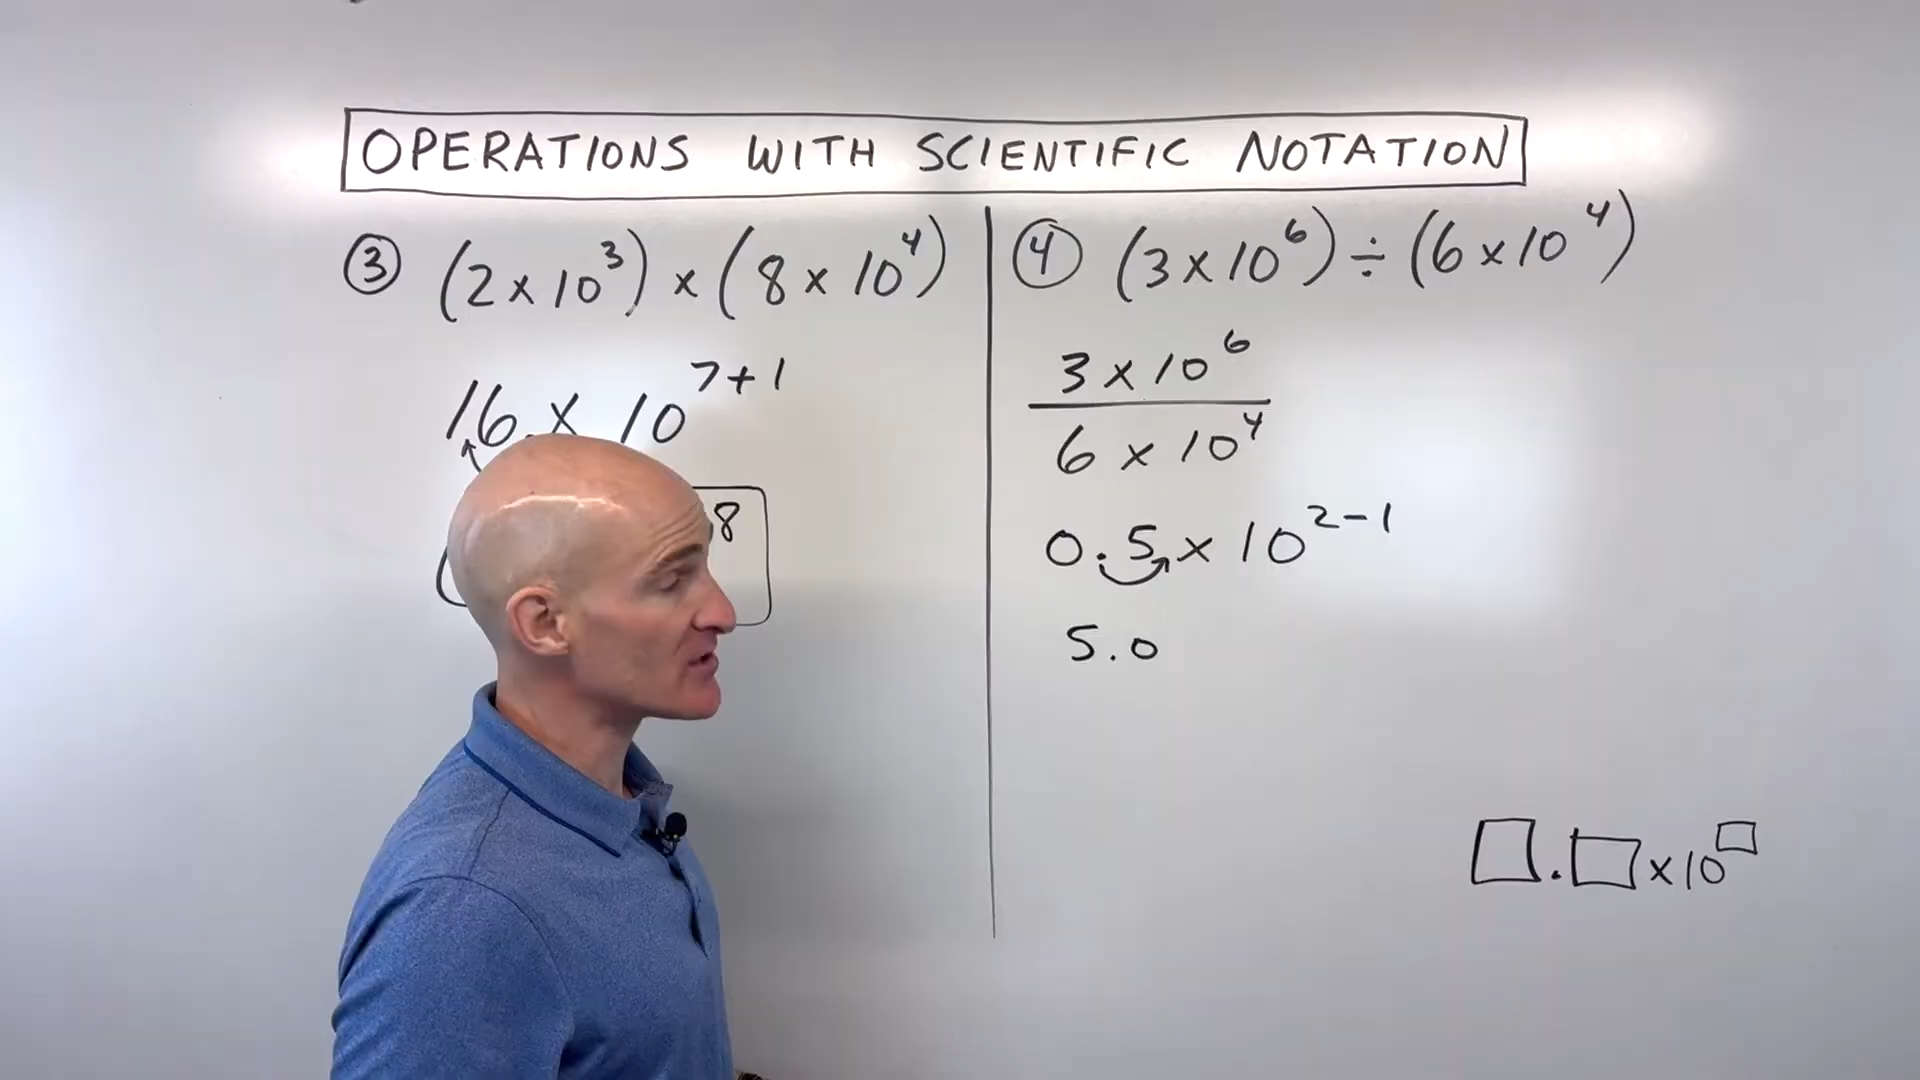 OPERATIONS WITH SCIENTIFIC NOTATION
③ (2 x 10³) x (8 x 10⁴)
16. x 10⁷⁺¹
8
④ (3 x 10⁶) ÷ (6 x 10⁴)
3 x 10⁶
6 x 10⁴
0.5 x 10²⁻¹
5.0
□.□ x 10□